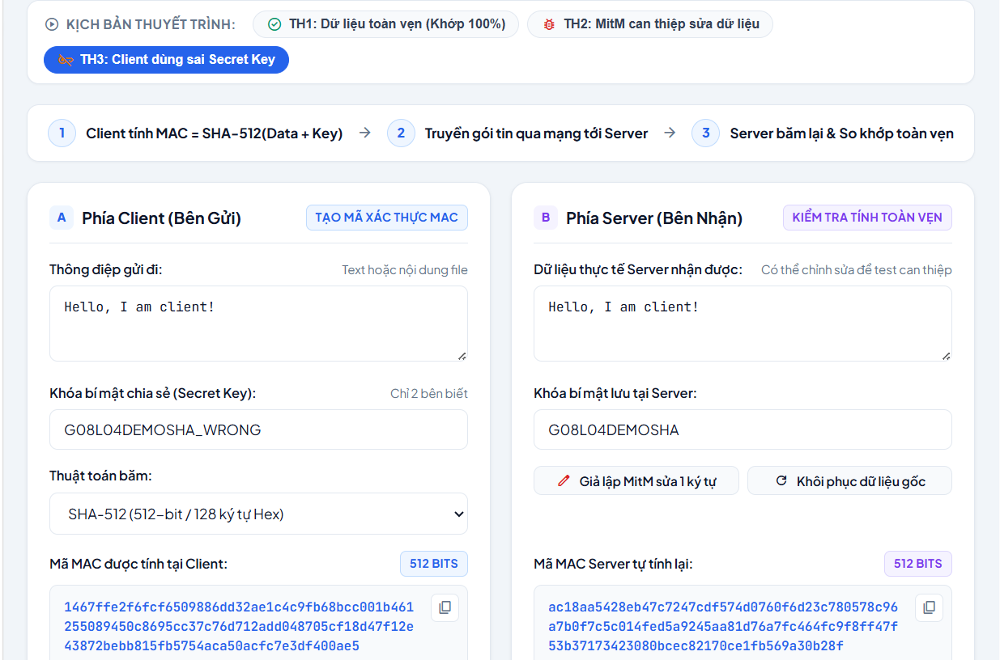 KỊCH BẢN THUYẾT TRÌNH:
TH1: Dữ liệu toàn vẹn (Khớp 100%)
TH2: MitM can thiệp sửa dữ liệu
TH3: Client dùng sai Secret Key
1 Client tính MAC = SHA-512(Data + Key) → 2 Truyền gói tin qua mạng tới Server → 3 Server băm lại & So khớp toàn vẹn
A Phía Client (Bên Gửi)
TẠO MÃ XÁC THỰC MAC
Thông điệp gửi đi:
Text hoặc nội dung file
Hello, I am client!
Khóa bí mật chia sẻ (Secret Key):
Chỉ 2 bên biết
G08L04DEMOSHA_WRONG
Thuật toán băm:
SHA-512 (512-bit / 128 ký tự Hex)
Mã MAC được tính tại Client:
512 BITS
1467ffe2f6fcf6509886dd32ae1c4c9fb68bcc001b461
255089450c8695cc37c76d712add048705cf18d47f12e
43872bebb815fb5754aca50acfc7e3df400ae5
B Phía Server (Bên Nhận)
KIỂM TRA TÍNH TOÀN VẸN
Dữ liệu thực tế Server nhận được:
Có thể chỉnh sửa để test can thiệp
Hello, I am client!
Khóa bí mật lưu tại Server:
G08L04DEMOSHA
Giả lập MitM sửa 1 ký tự
Khôi phục dữ liệu gốc
Mã MAC Server tự tính lại:
512 BITS
ac18aa5428eb47c7247cdf574d0760f6d23c780578c96
a7b0f7c5c014fed5a9245aa81d76a7fc464fc9f8ff47f
53b37173423080bcec82170ce1fb569a30b28f